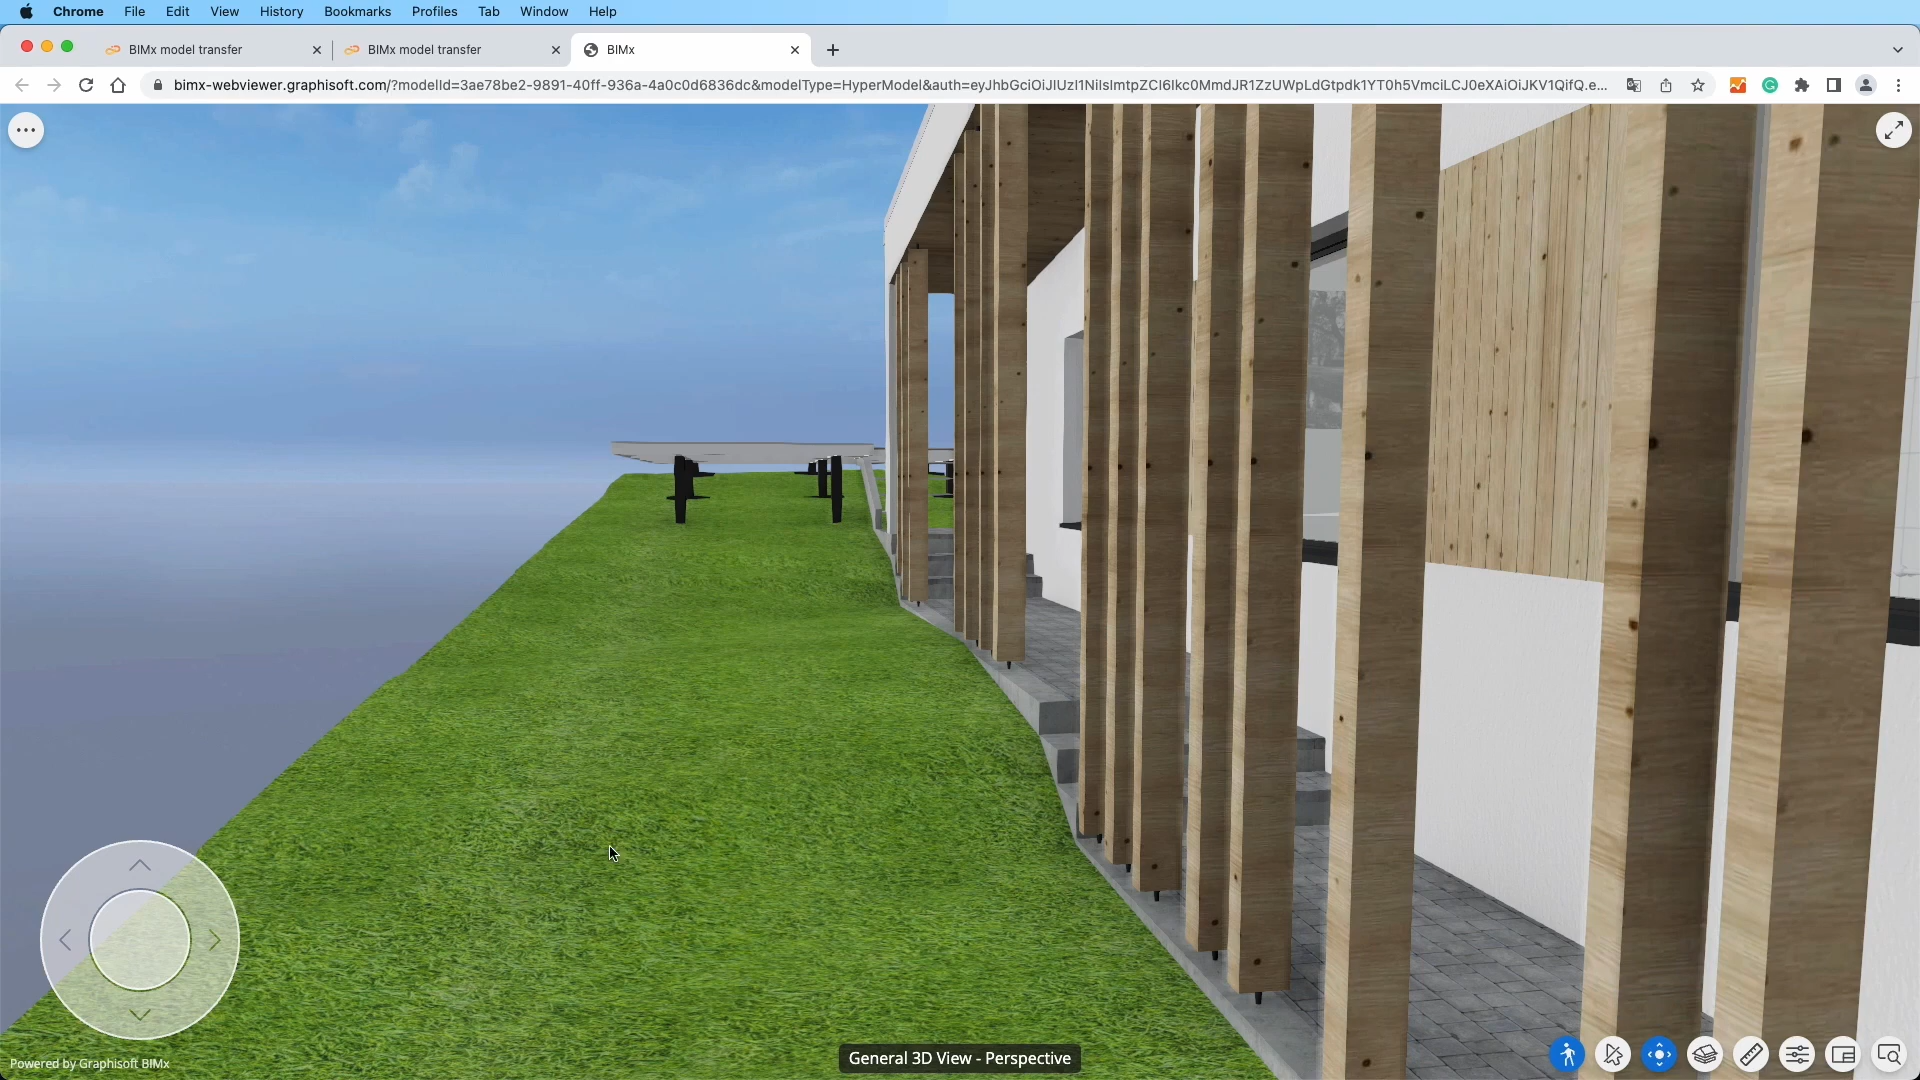 Chrome File Edit View History Bookmarks Profiles Tab Window Help
BIMx model transfer BIMx model transfer BIMx
bimx-webviewer.graphisoft.com/?modelId=3ae78be2-9891-40ff-936a-4a0c0d6836dc&modelType=HyperModel&auth=eyJhbGciOiJIUzI1NiIsImtpZCI6Ikc0MmdJR1ZzUWpLdGtpdk1YT0h5VmciLCJ0eXAiOiJKV1QifQ.e...
General 3D View - Perspective
Powered by Graphisoft BIMx